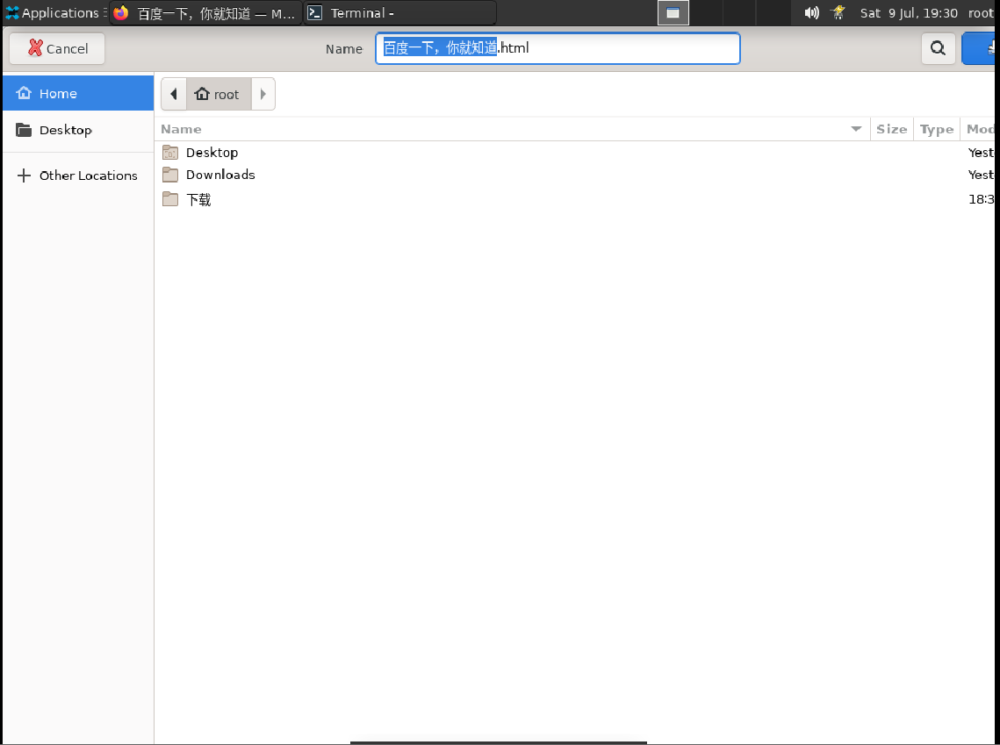 Applications 百度一下，你就知道 — M… Terminal - Sat 9 Jul, 19:30 root
Cancel Name 百度一下，你就知道.html
Home root
Desktop
Other Locations
Name Size Type Mod
Desktop Yest
Downloads Yest
下载 18:3